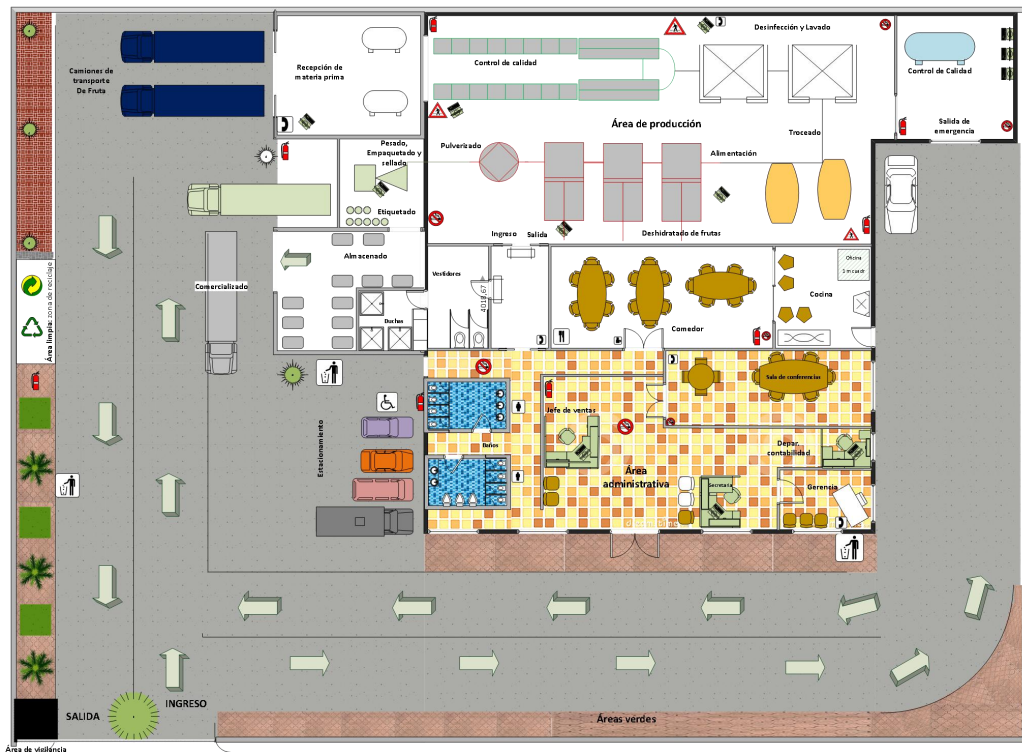 Camiones de
transporte
De Fruta
Recepción de
materia prima
Control de calidad
Desinfección y Lavado
Control de Calidad
Salida de
emergencia
Área de producción
Troceado
Pulverizado
Alimentación
Pesado,
Empaquetado y
sellado
Etiquetado
Ingreso
Salida
Deshidratado de frutas
Almacenado
Vestidores
4018,67
Oficina
Cocina
Comedor
Comercializado
Duchas
Área limpia: zona de reciclaje
Sala de conferencias
Jefe de ventas
Estacionamiento
Baños
Depar.
contabilidad
Área
administrativa
Secretaria
Gerencia
INGRESO
SALIDA
Áreas verdes
Área de vigilancia